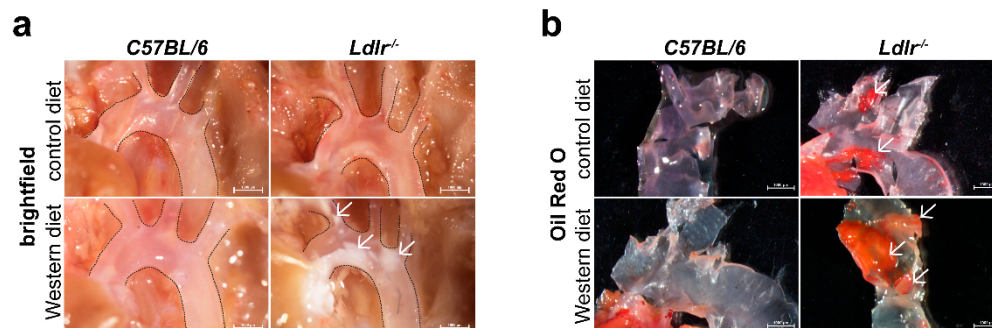 a
C57BL/6 Ldlr-/-
brightfield
control diet
Western diet
b
C57BL/6 Ldlr-/-
Oil Red O
control diet
Western diet